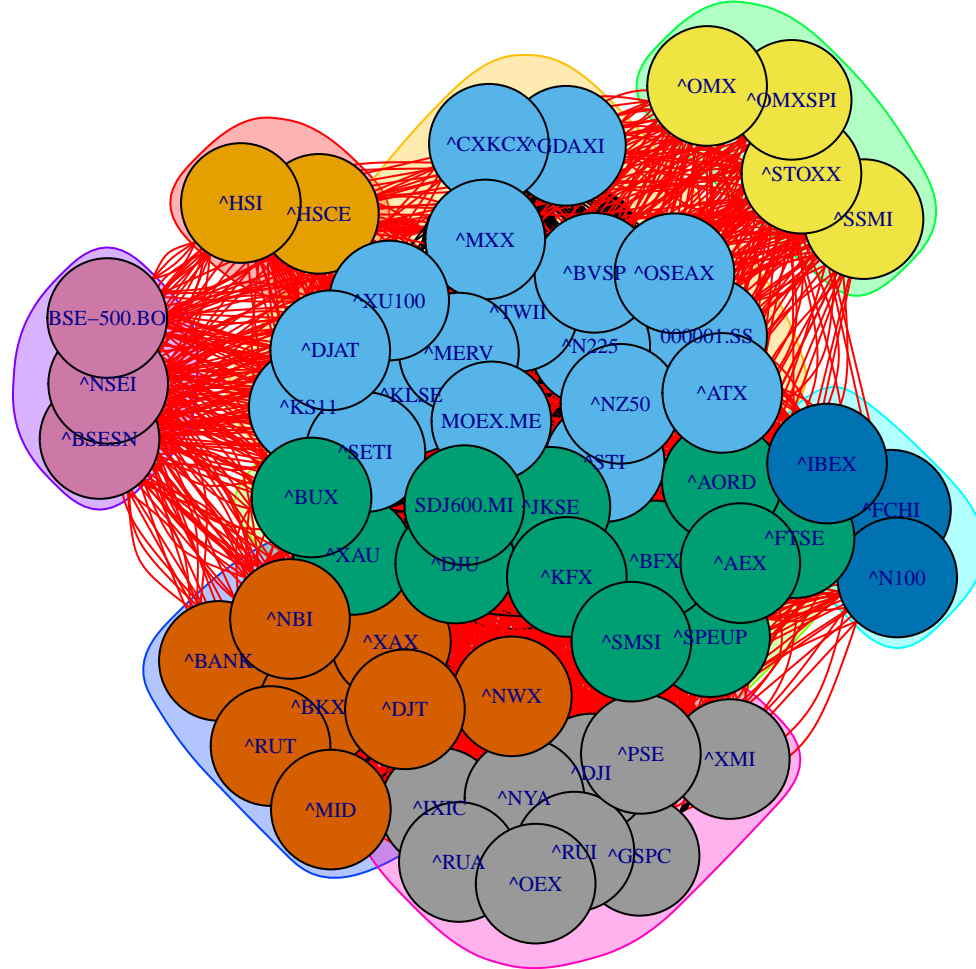 ^OMX
^OMXSPI
^CXKCX
^GDAXI
^STOXX
^HSI
^HSCE
^SSMI
^MXX
^BVSP
^OSEAX
^XU100
^TWII
BSE-500.BO
000001.SS
^DJAT
^MERV
^N225
^NSEI
^KLSE
^ATX
^KS11
^NZ50
MOEX.ME
^BSESN
^SETI
^STI
^IBEX
^AORD
^BUX
SDJ600.MI
^JKSE
^FCHI
^FTSE
^XAU
^DJU
^KFX
^BFX
^AEX
^N100
^NBI
^XAX
^SMSI
^SPEUP
^BANK
^BKX
^DJT
^NWX
^RUT
^PSE
^XMI
^DJI
^MID
^IXIC
^NYA
^RUA
^RUI
^GSPC
^OEX